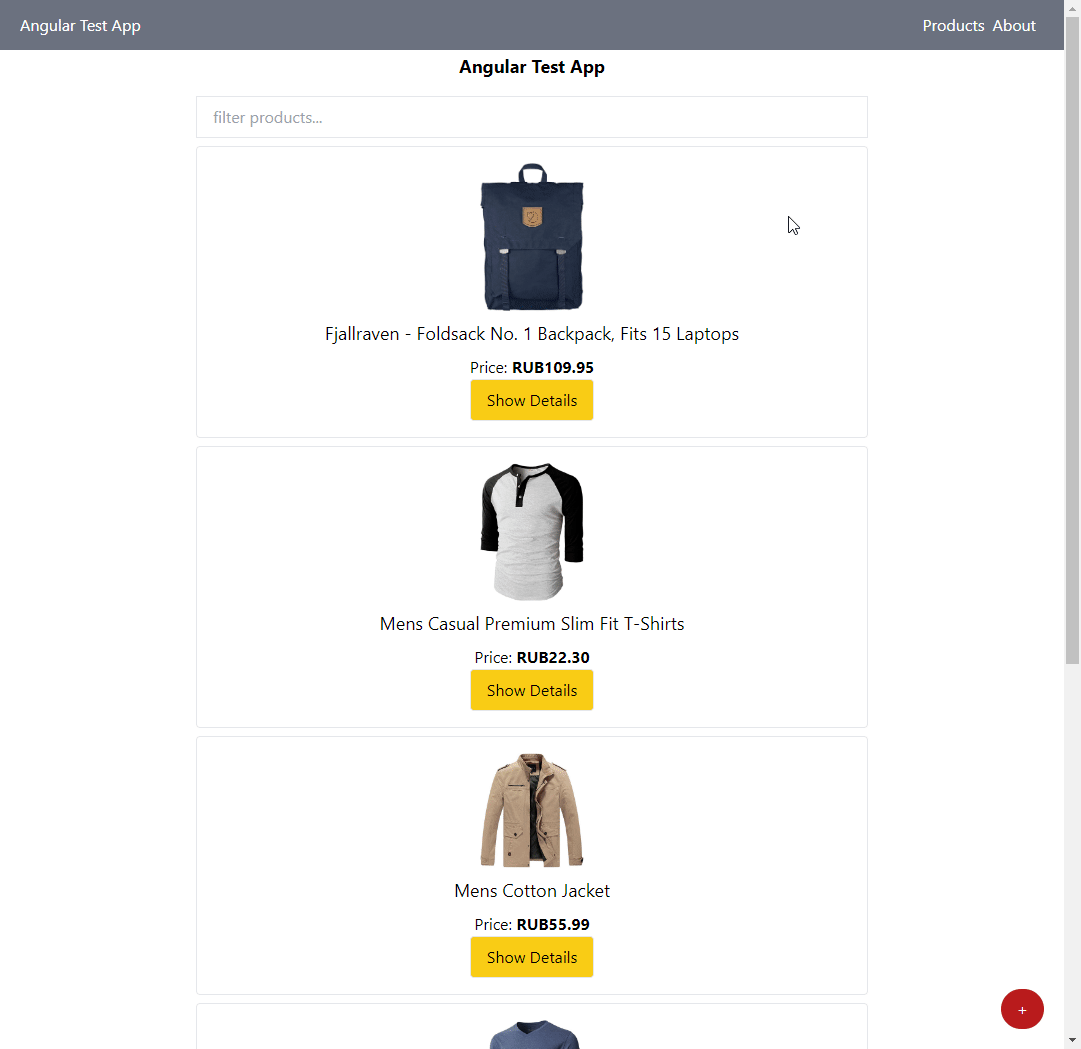 Angular Test App
Products About
Angular Test App
filter products...
Fjallraven - Foldsack No. 1 Backpack, Fits 15 Laptops
Price: RUB109.95
Show Details
Mens Casual Premium Slim Fit T-Shirts
Price: RUB22.30
Show Details
Mens Cotton Jacket
Price: RUB55.99
Show Details
+